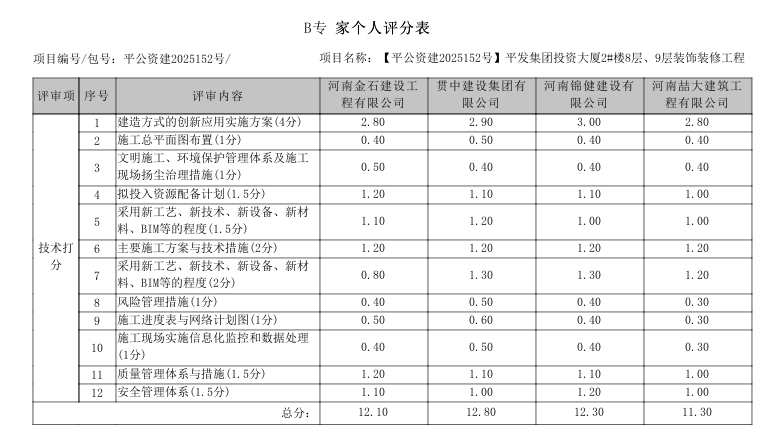 B专 家个人评分表
项目编号/包号：平公资建2025152号/ 项目名称：【平公资建2025152号】平发集团投资大厦2#楼8层、9层装饰装修工程
评审项 序号 评审内容 河南金石建设工程有限公司 贯中建设集团有限公司 河南锦健建设有限公司 河南喆大建筑工程有限公司
技术打分
1 建造方式的创新应用实施方案(4分) 2.80 2.90 3.00 2.80
2 施工总平面图布置(1分) 0.40 0.50 0.40 0.40
3 文明施工、环境保护管理体系及施工现场扬尘治理措施(1分) 0.50 0.40 0.40 0.40
4 拟投入资源配备计划(1.5分) 1.20 1.10 1.10 1.00
5 采用新工艺、新技术、新设备、新材料、BIM等的程度(1.5分) 1.10 1.20 1.00 1.00
6 主要施工方案与技术措施(2分) 1.20 1.20 1.20 1.20
7 采用新工艺、新技术、新设备、新材料、BIM等的程度(2分) 0.80 1.30 1.30 1.20
8 风险管理措施(1分) 0.40 0.50 0.40 0.30
9 施工进度表与网络计划图(1分) 0.50 0.60 0.40 0.30
10 施工现场实施信息化监控和数据处理(1分) 0.40 0.50 0.40 0.30
11 质量管理体系与措施(1.5分) 1.20 1.10 1.10 1.00
12 安全管理体系(1.5分) 1.10 1.00 1.20 1.00
总分： 12.10 12.80 12.30 11.30